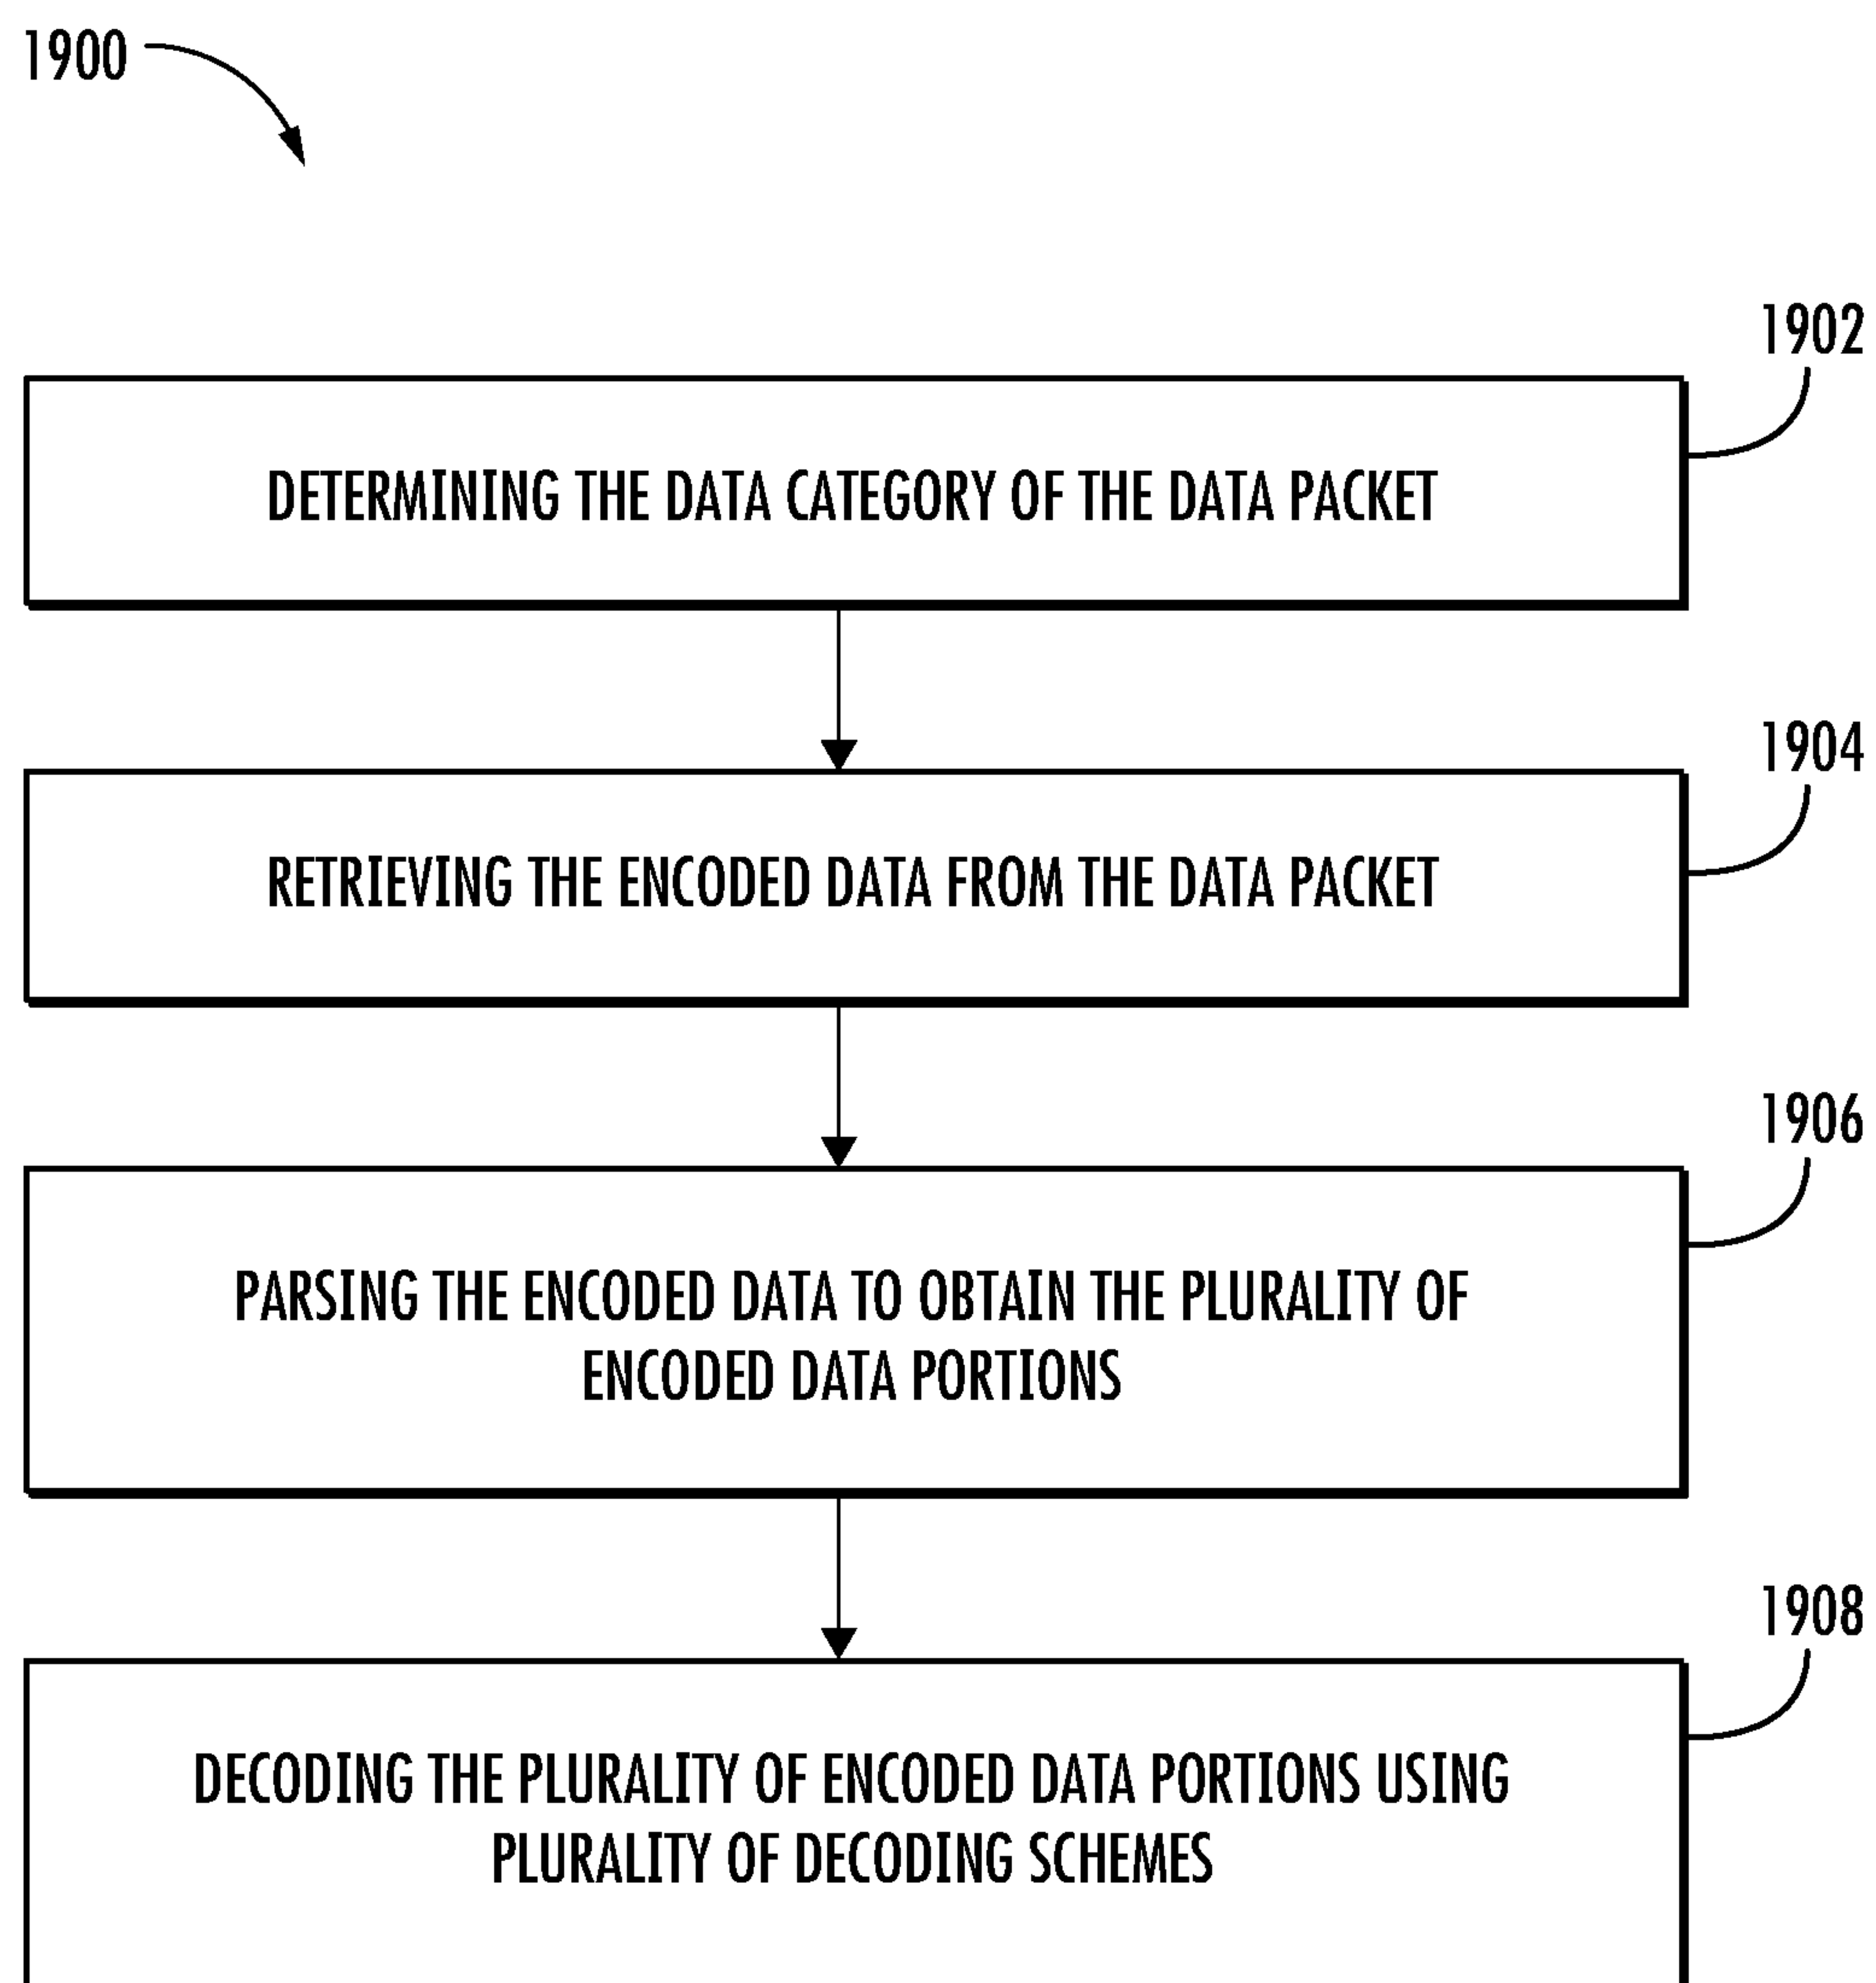 1900
1902
DETERMINING THE DATA CATEGORY OF THE DATA PACKET
1904
RETRIEVING THE ENCODED DATA FROM THE DATA PACKET
1906
PARSING THE ENCODED DATA TO OBTAIN THE PLURALITY OF
ENCODED DATA PORTIONS
1908
DECODING THE PLURALITY OF ENCODED DATA PORTIONS USING
PLURALITY OF DECODING SCHEMES